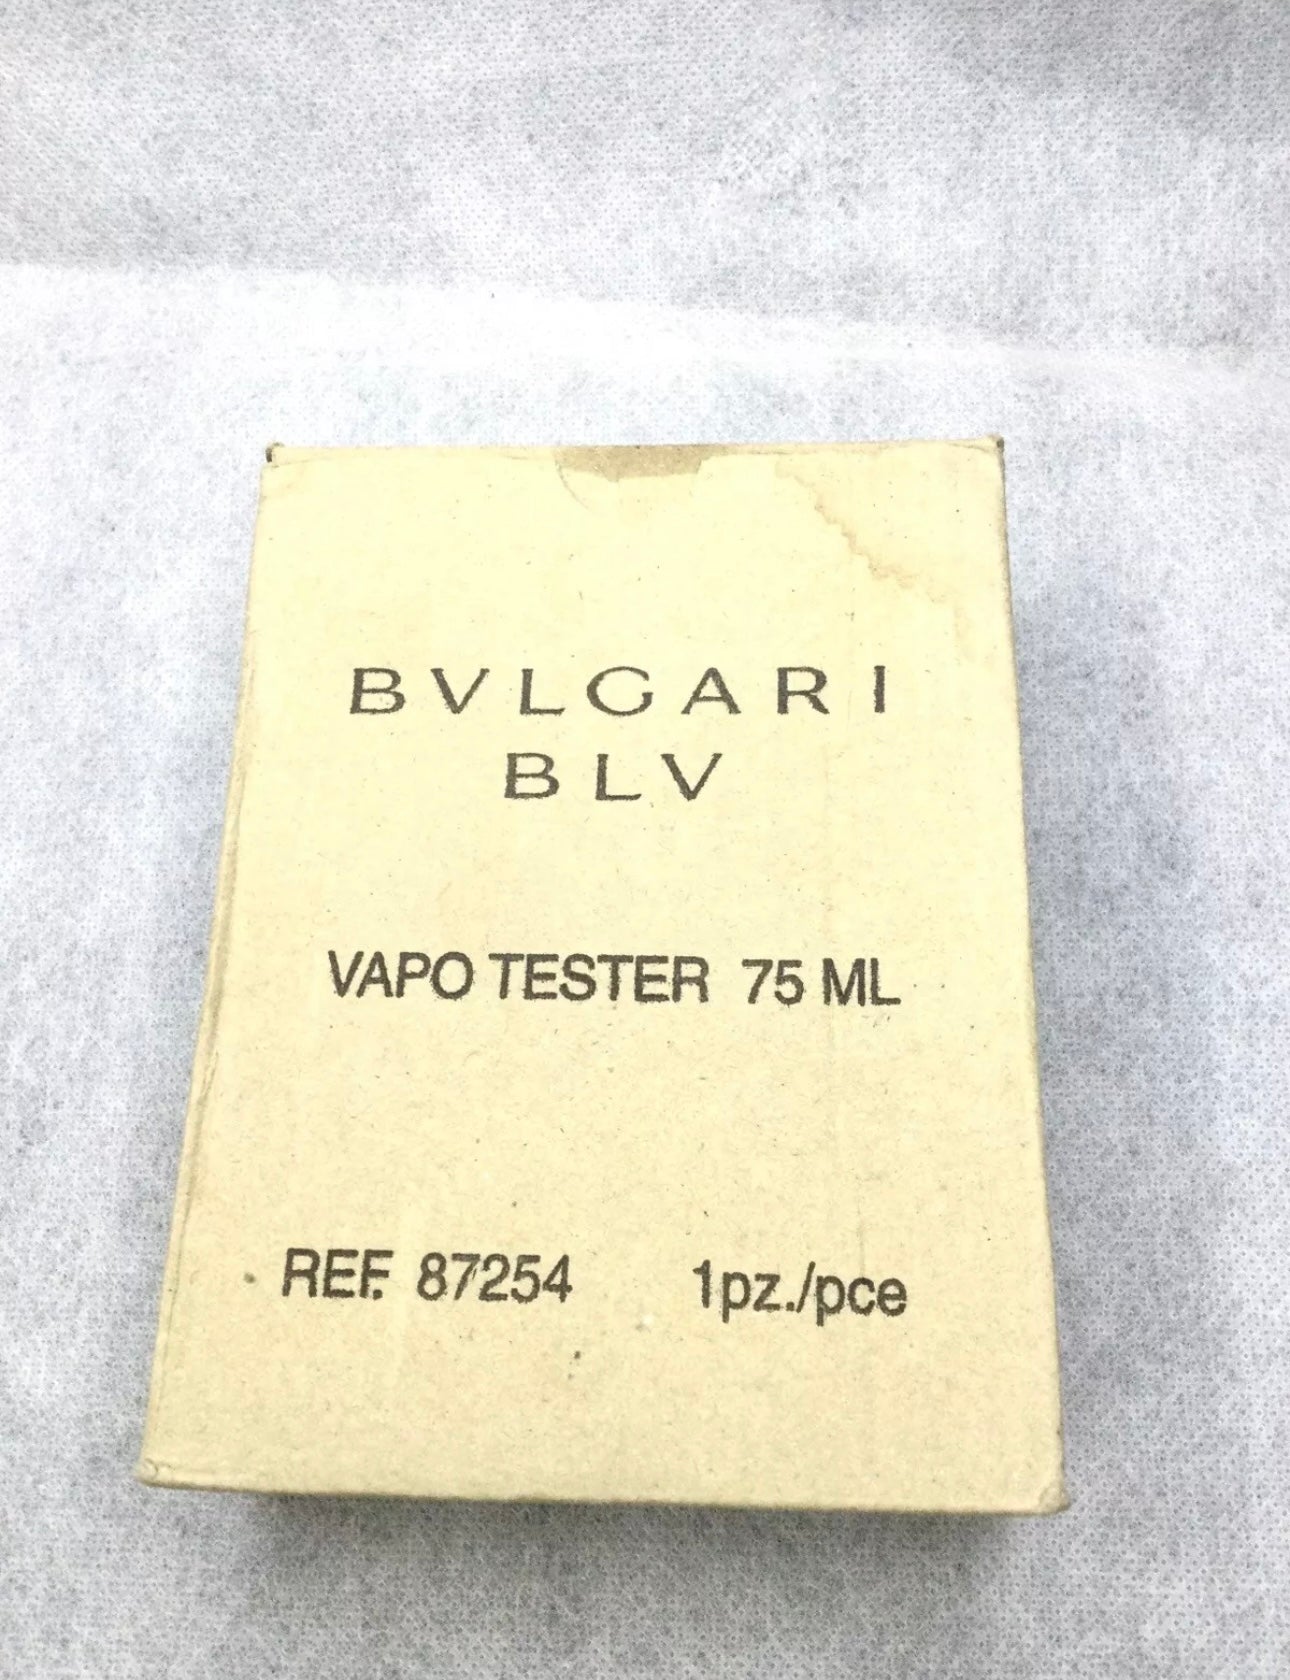 BVLGARI
BLV
VAPO TESTER 75 ML
REF. 87254 1pz./pce